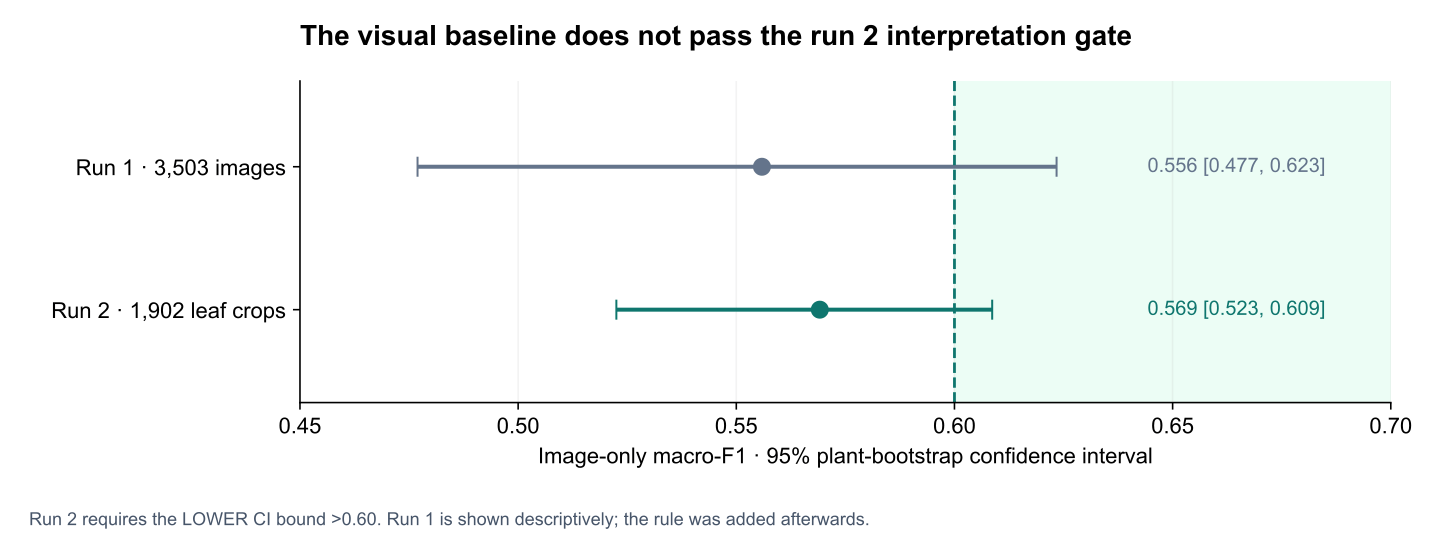 The visual baseline does not pass the run 2 interpretation gate
Run 1 · 3,503 images
0.556 [0.477, 0.623]
Run 2 · 1,902 leaf crops
0.569 [0.523, 0.609]
0.45 0.50 0.55 0.60 0.65 0.70
Image-only macro-F1 · 95% plant-bootstrap confidence interval
Run 2 requires the LOWER CI bound >0.60. Run 1 is shown descriptively; the rule was added afterwards.